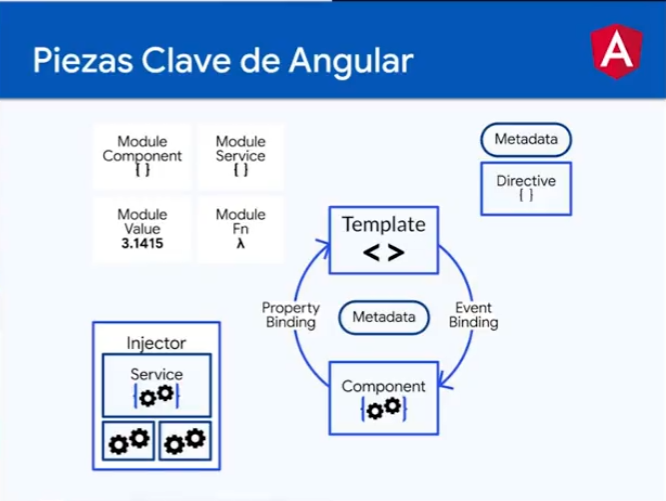 Piezas Clave de Angular
A
Module
Component
{ }
Module
Service
{ }
Module
Value
3.1415
Module
Fn
λ
Metadata
Directive
{ }
Template
< >
Property
Binding
Metadata
Event
Binding
Component
{ }
Injector
Service
{ }